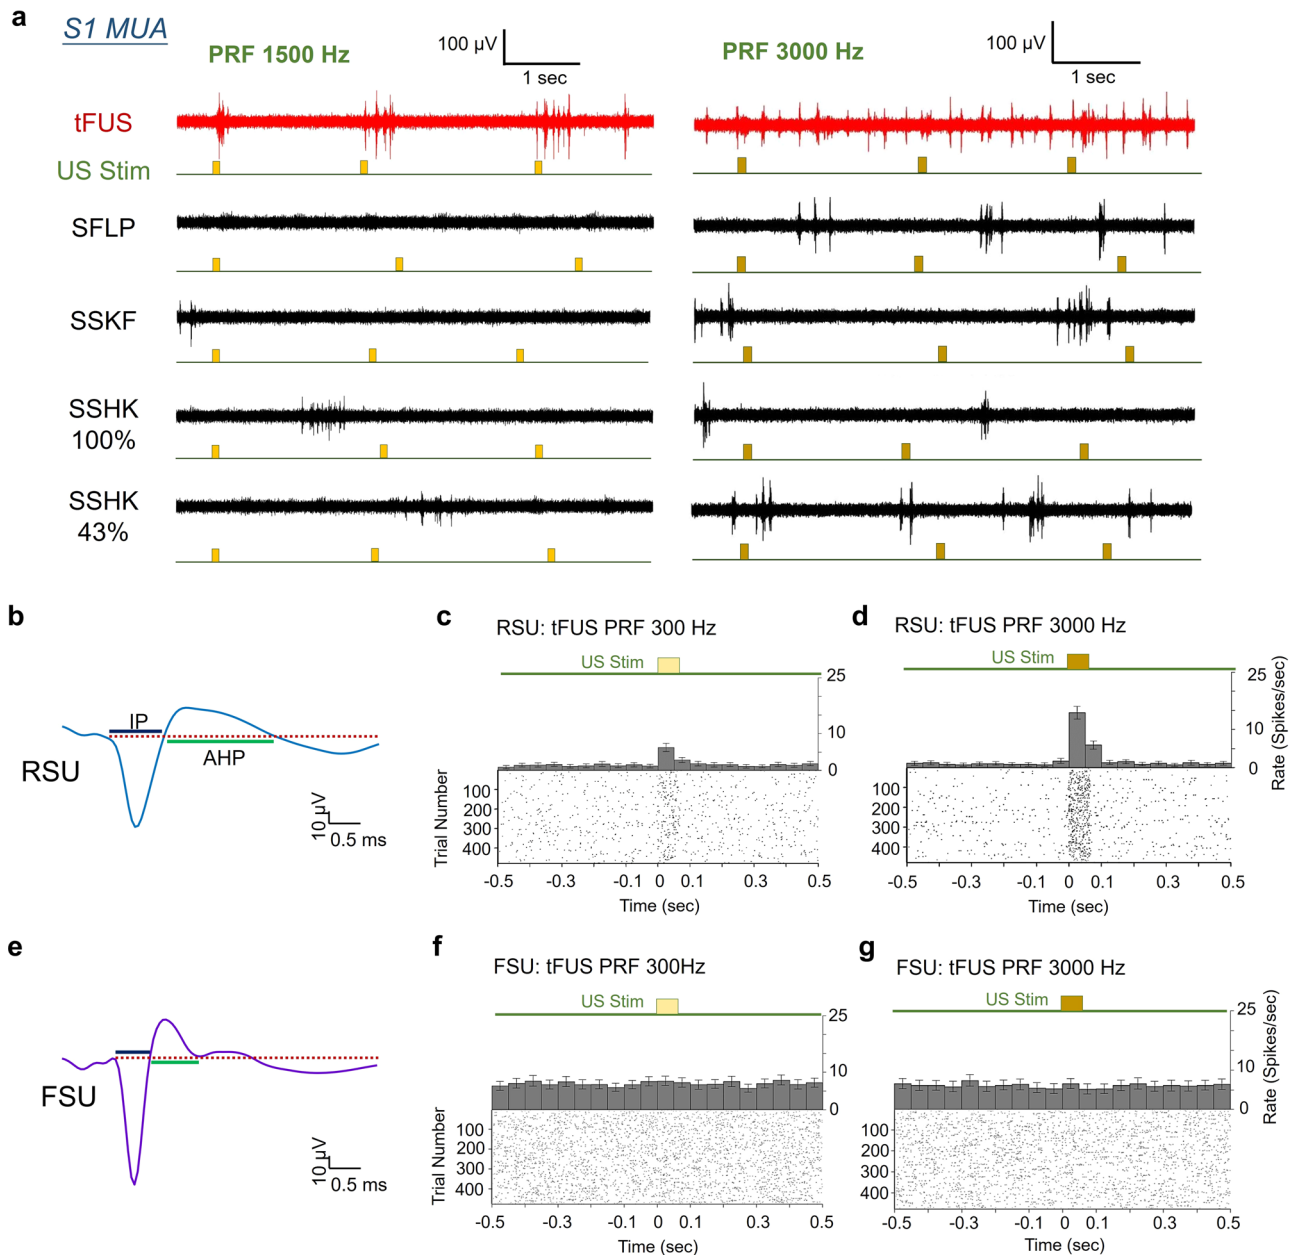 a
S1 MUA
PRF 1500 Hz
100 µV
1 sec
PRF 3000 Hz
100 µV
1 sec
tFUS
US Stim
SFLP
SSKF
SSHK
100%
SSHK
43%
b
IP
AHP
RSU
10 µV
0.5 ms
c
RSU: tFUS PRF 300 Hz
US Stim
25
10
0
Trial Number
100
200
300
400
-0.5 -0.3 -0.1 0 0.1 0.3 0.5
Time (sec)
d
RSU: tFUS PRF 3000 Hz
US Stim
25
10
0
Rate (Spikes/sec)
100
200
300
400
-0.5 -0.3 -0.1 0 0.1 0.3 0.5
Time (sec)
e
FSU
10 µV
0.5 ms
f
FSU: tFUS PRF 300Hz
US Stim
25
10
0
Trial Number
100
200
300
400
-0.5 -0.3 -0.1 0 0.1 0.3 0.5
Time (sec)
g
FSU: tFUS PRF 3000 Hz
US Stim
25
10
0
Rate (Spikes/sec)
100
200
300
400
-0.5 -0.3 -0.1 0 0.1 0.3 0.5
Time (sec)